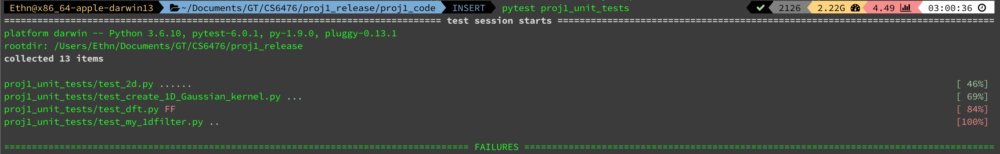 Ethn@x86_64-apple-darwin13 ~/Documents/GT/CS6476/proj1_release/proj1_code INSERT pytest proj1_unit_tests ✔ 2126 2.22G 4.49 03:00:36
=============================================================================== test session starts ===============================================================================
platform darwin -- Python 3.6.10, pytest-6.0.1, py-1.9.0, pluggy-0.13.1
rootdir: /Users/Ethn/Documents/GT/CS6476/proj1_release
collected 13 items
proj1_unit_tests/test_2d.py ...... [ 46%]
proj1_unit_tests/test_create_1D_Gaussian_kernel.py ... [ 69%]
proj1_unit_tests/test_dft.py FF [ 84%]
proj1_unit_tests/test_my_1dfilter.py .. [100%]
==================================================================================== FAILURES =====================================================================================